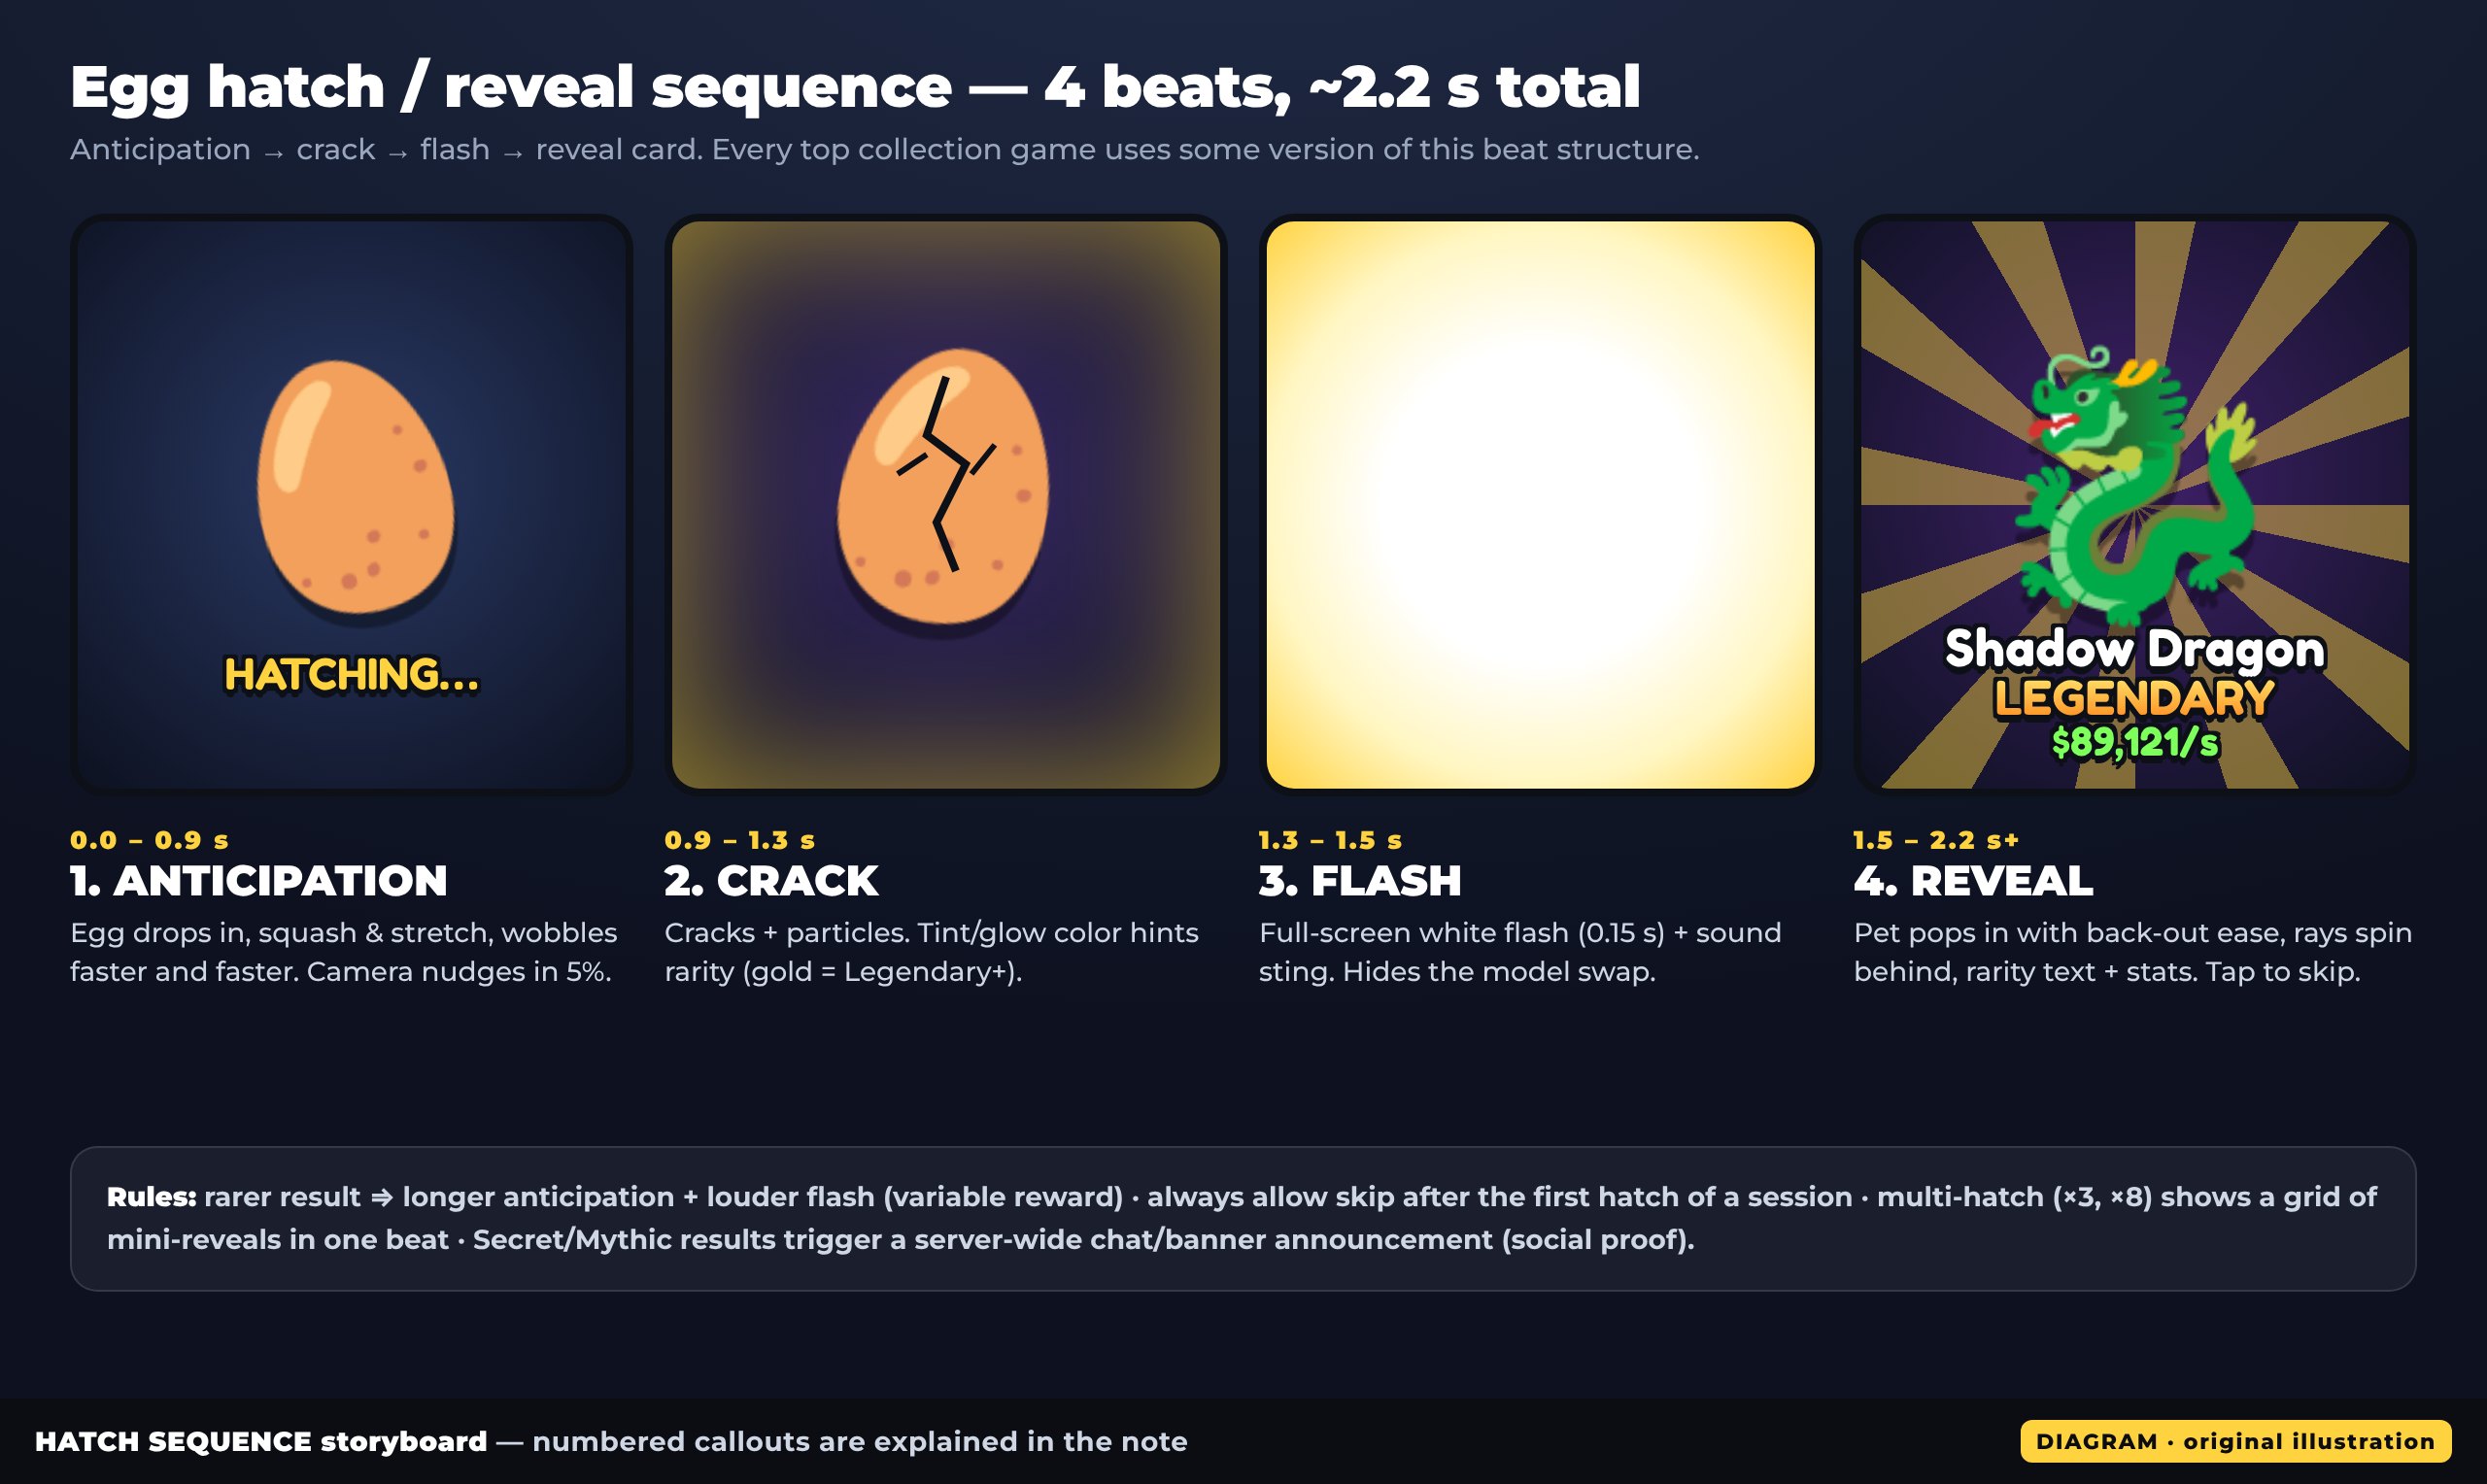 Egg hatch / reveal sequence — 4 beats, ~2.2 s total
Anticipation → crack → flash → reveal card. Every top collection game uses some version of this beat structure.
HATCHING...
Shadow Dragon
LEGENDARY
$89,121/s
0.0 – 0.9 s
1. ANTICIPATION
Egg drops in, squash & stretch, wobbles
faster and faster. Camera nudges in 5%.
0.9 – 1.3 s
2. CRACK
Cracks + particles. Tint/glow color hints
rarity (gold = Legendary+).
1.3 – 1.5 s
3. FLASH
Full-screen white flash (0.15 s) + sound
sting. Hides the model swap.
1.5 – 2.2 s+
4. REVEAL
Pet pops in with back-out ease, rays spin
behind, rarity text + stats. Tap to skip.
Rules: rarer result ⇒ longer anticipation + louder flash (variable reward) · always allow skip after the first hatch of a session · multi-hatch (×3, ×8) shows a grid of
mini-reveals in one beat · Secret/Mythic results trigger a server-wide chat/banner announcement (social proof).
HATCH SEQUENCE storyboard — numbered callouts are explained in the note
DIAGRAM · original illustration